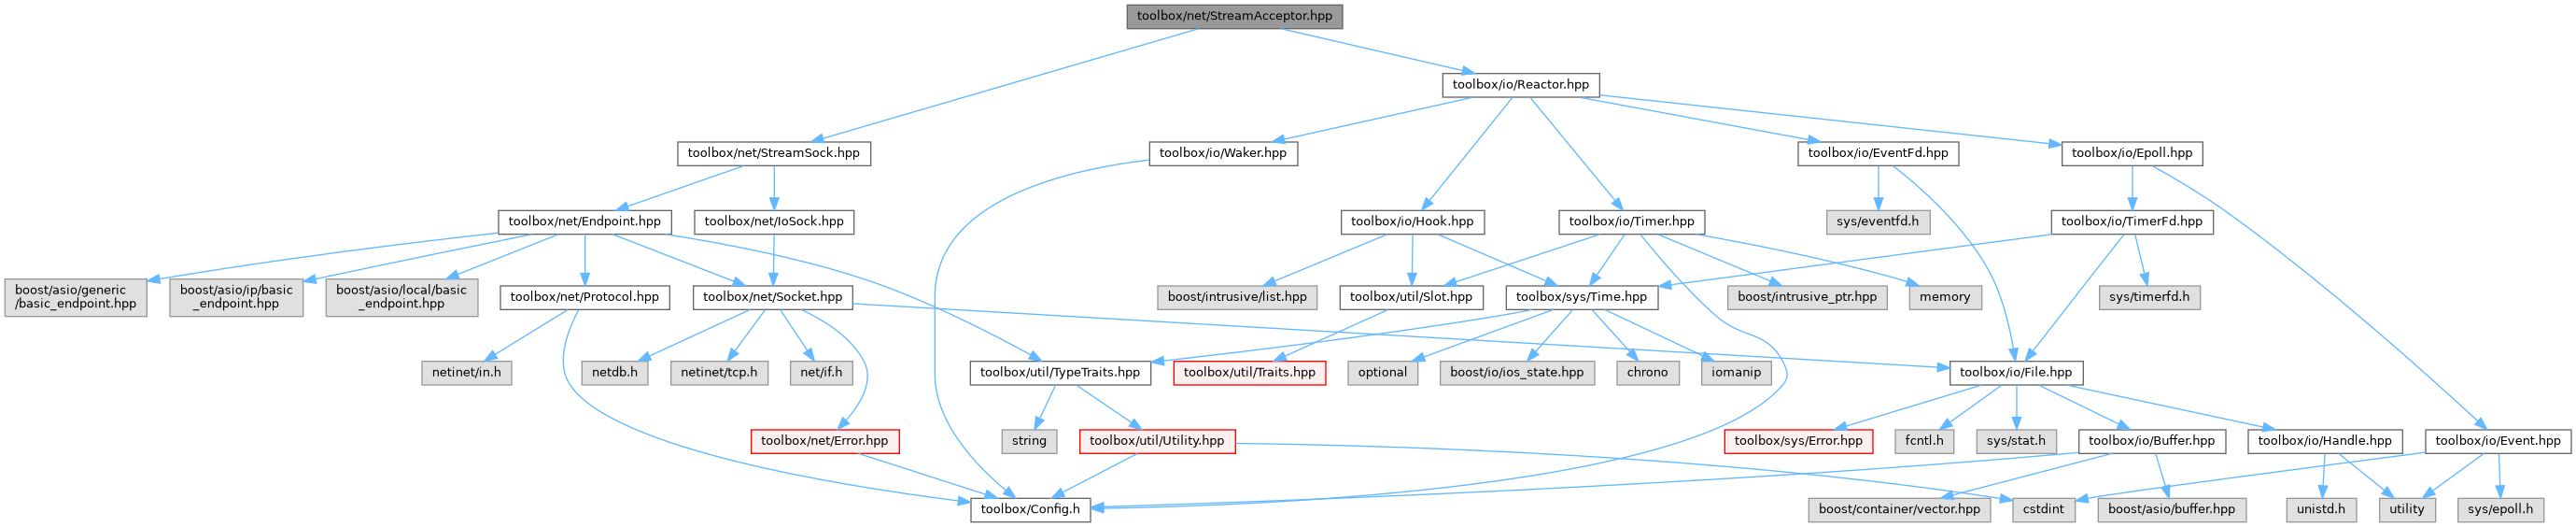 toolbox/net/StreamAcceptor.hpp
toolbox/io/Reactor.hpp
toolbox/net/StreamSock.hpp
toolbox/io/Waker.hpp
toolbox/io/EventFd.hpp
toolbox/io/Epoll.hpp
toolbox/net/Endpoint.hpp
toolbox/net/IoSock.hpp
toolbox/io/Hook.hpp
toolbox/io/Timer.hpp
sys/eventfd.h
toolbox/io/TimerFd.hpp
boost/asio/generic
/basic_endpoint.hpp
boost/asio/ip/basic
_endpoint.hpp
boost/asio/local/basic
_endpoint.hpp
toolbox/net/Protocol.hpp
toolbox/net/Socket.hpp
boost/intrusive/list.hpp
toolbox/util/Slot.hpp
toolbox/sys/Time.hpp
boost/intrusive_ptr.hpp
memory
sys/timerfd.h
netinet/in.h
netdb.h
netinet/tcp.h
net/if.h
toolbox/util/TypeTraits.hpp
toolbox/util/Traits.hpp
optional
boost/io/ios_state.hpp
chrono
iomanip
toolbox/io/File.hpp
toolbox/net/Error.hpp
string
toolbox/util/Utility.hpp
toolbox/sys/Error.hpp
fcntl.h
sys/stat.h
toolbox/io/Buffer.hpp
toolbox/io/Handle.hpp
toolbox/io/Event.hpp
toolbox/Config.h
boost/container/vector.hpp
cstdint
boost/asio/buffer.hpp
unistd.h
utility
sys/epoll.h